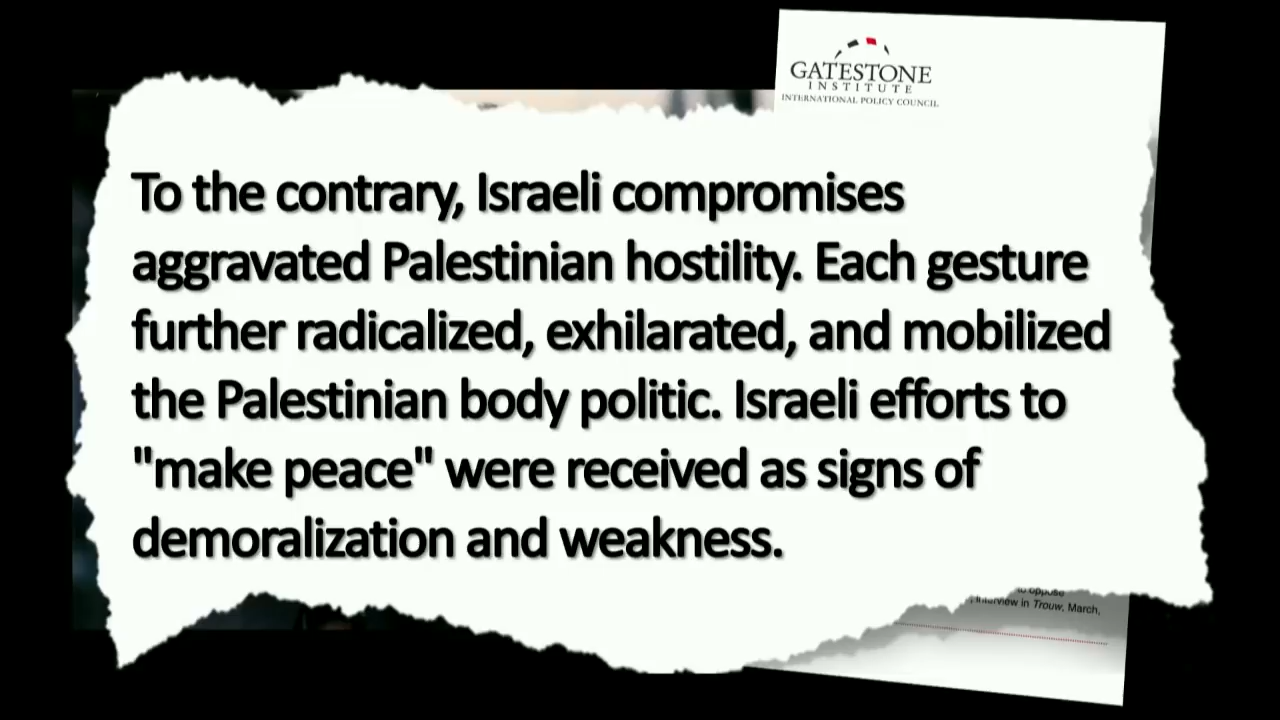 GATESTONE
INSTITUTE
INTERNATIONAL POLICY COUNCIL
To the contrary, Israeli compromises
aggravated Palestinian hostility. Each gesture
further radicalized, exhilarated, and mobilized
the Palestinian body politic. Israeli efforts to
"make peace" were received as signs of
demoralization and weakness.
to oppose
, Interview in Trouw, March,